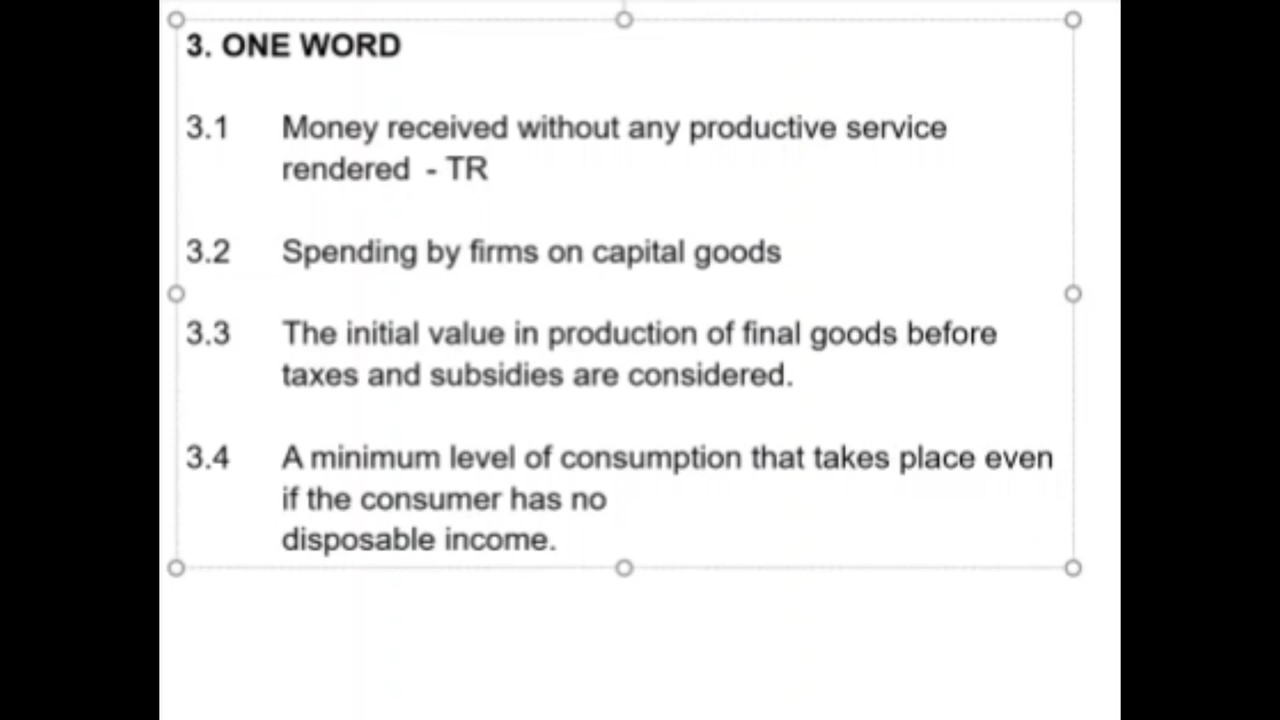 3. ONE WORD
3.1 Money received without any productive service
rendered - TR
3.2 Spending by firms on capital goods
3.3 The initial value in production of final goods before
taxes and subsidies are considered.
3.4 A minimum level of consumption that takes place even
if the consumer has no
disposable income.